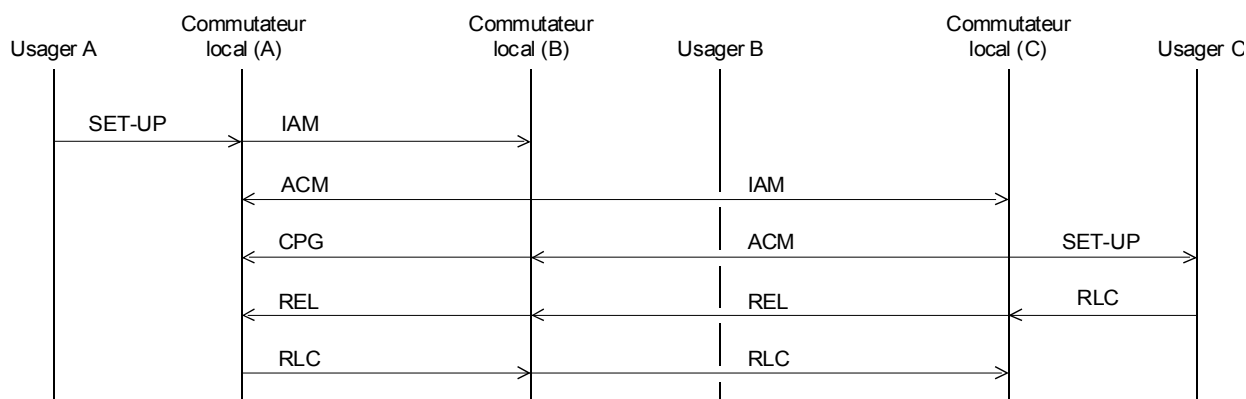 Usager A
Commutateur
local (A)
Commutateur
local (B)
Usager B
Commutateur
local (C)
Usager C
SET-UP
IAM
ACM
IAM
CPG
ACM
SET-UP
REL
REL
RLC
RLC
RLC